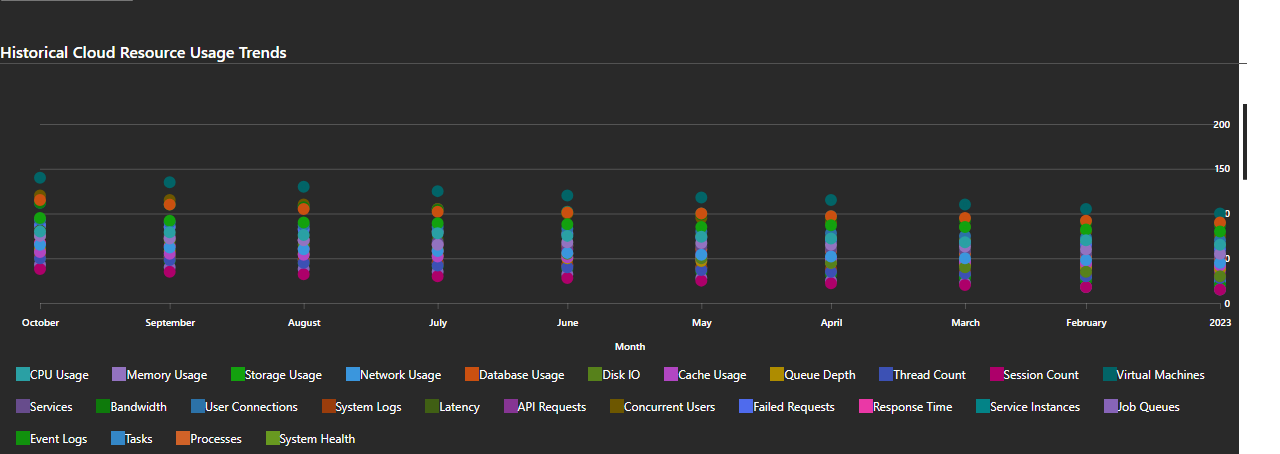 Historical Cloud Resource Usage Trends
200
150
0
0
0
October September August July June May April March February 2023
Month
CPU Usage Memory Usage Storage Usage Network Usage Database Usage Disk IO Cache Usage Queue Depth Thread Count Session Count Virtual Machines
Services Bandwidth User Connections System Logs Latency API Requests Concurrent Users Failed Requests Response Time Service Instances Job Queues
Event Logs Tasks Processes System Health